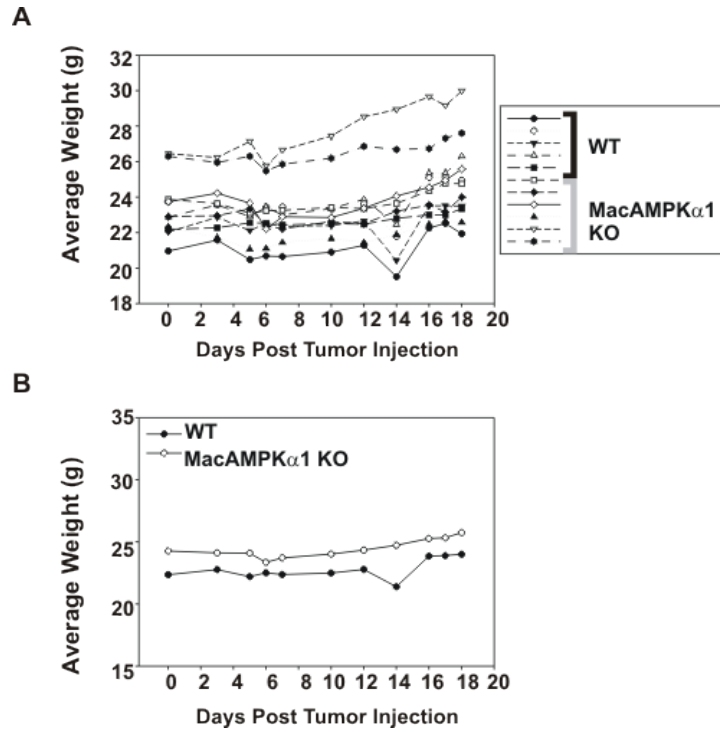 A
Average Weight (g)
32
30
28
26
24
22
20
18
0 2 4 6 8 10 12 14 16 18 20
Days Post Tumor Injection
WT
MacAMPKα1
KO
B
Average Weight (g)
35
30
25
20
15
WT
MacAMPKα1 KO
0 2 4 5 6 8 10 12 14 16 18 20
Days Post Tumor Injection